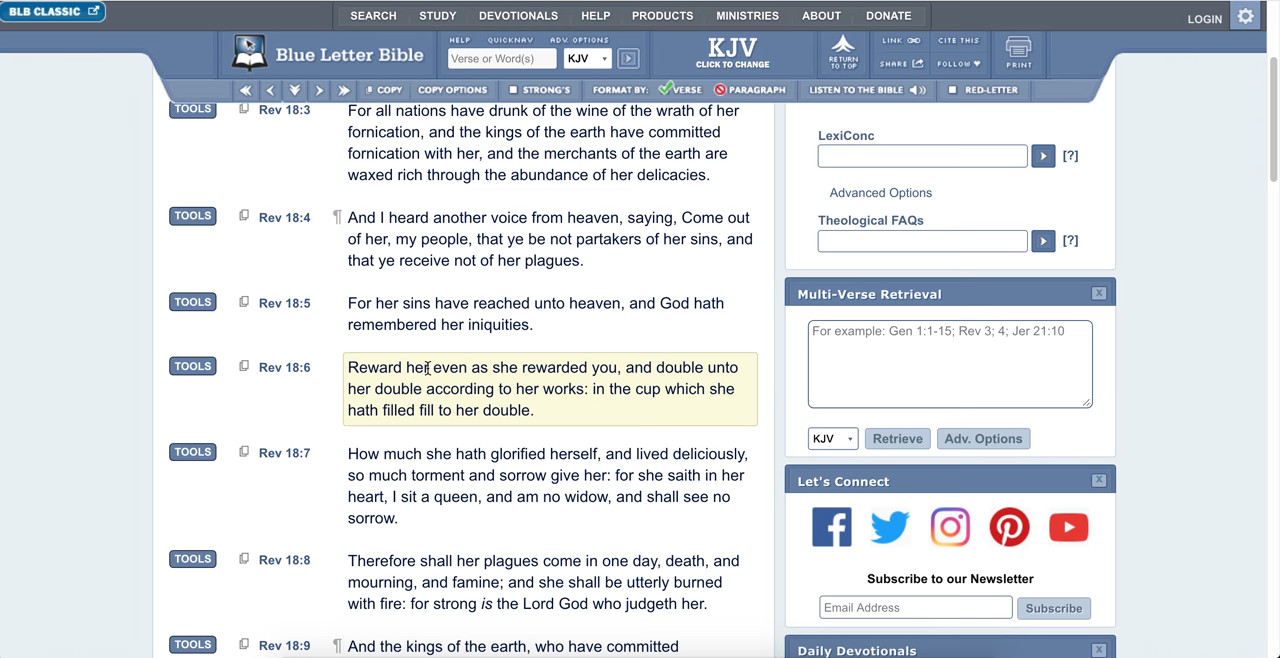 BLB CLASSIC
SEARCH STUDY DEVOTIONALS HELP PRODUCTS MINISTRIES ABOUT DONATE
LOGIN
Blue Letter Bible
HELP QUICKNAV ADV. OPTIONS
Verse or Word(s) KJV
KJV
CLICK TO CHANGE
RETURN
TO TOP
LINK CITE THIS
SHARE FOLLOW
PRINT
COPY COPY OPTIONS STRONG'S FORMAT BY: VERSE PARAGRAPH LISTEN TO THE BIBLE RED-LETTER
TOOLS Rev 18:3 For all nations have drunk of the wine of the wrath of her
fornication, and the kings of the earth have committed
fornication with her, and the merchants of the earth are
waxed rich through the abundance of her delicacies.
TOOLS Rev 18:4 ¶ And I heard another voice from heaven, saying, Come out
of her, my people, that ye be not partakers of her sins, and
that ye receive not of her plagues.
TOOLS Rev 18:5 For her sins have reached unto heaven, and God hath
remembered her iniquities.
TOOLS Rev 18:6 Reward her even as she rewarded you, and double unto
her double according to her works: in the cup which she
hath filled fill to her double.
TOOLS Rev 18:7 How much she hath glorified herself, and lived deliciously,
so much torment and sorrow give her: for she saith in her
heart, I sit a queen, and am no widow, and shall see no
sorrow.
TOOLS Rev 18:8 Therefore shall her plagues come in one day, death, and
mourning, and famine; and she shall be utterly burned
with fire: for strong is the Lord God who judgeth her.
TOOLS Rev 18:9 ¶ And the kings of the earth, who have committed
LexiConc
[?]
Advanced Options
Theological FAQs
[?]
Multi-Verse Retrieval X
For example: Gen 1:1-15; Rev 3; 4; Jer 21:10
KJV Retrieve Adv. Options
Let's Connect X
Subscribe to our Newsletter
Email Address Subscribe
Daily Devotionals X